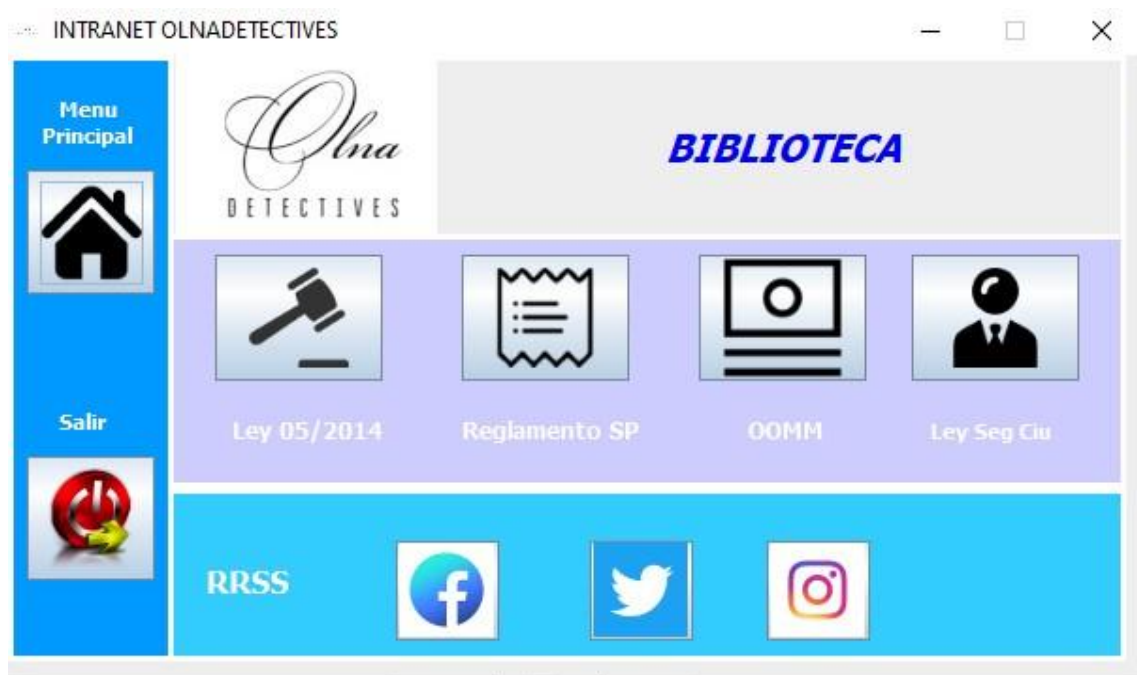 INTRANET OLNADETECTIVES
Menu
Principal
Olna
DETECTIVES
BIBLIOTECA
Salir
Ley 05/2014
Reglamento SP
OOMM
Ley Seg Ciu
RRSS